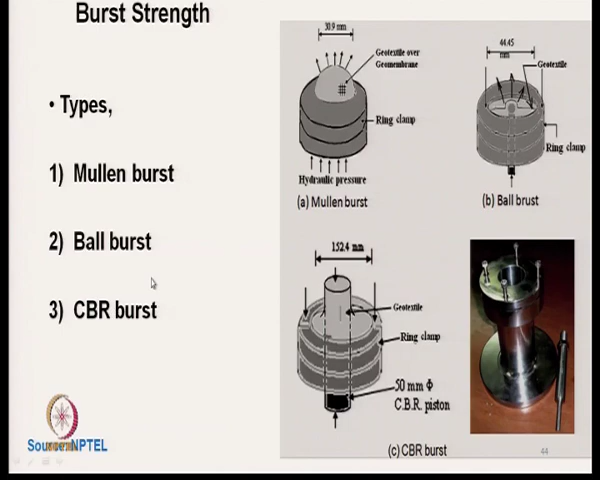 Burst Strength
• Types,
1) Mullen burst
2) Ball burst
3) CBR burst
30.9 mm
Geotextile over
Geomembrane
Ring clamp
Hydraulic pressure
(a) Mullen burst
44.45
mm
Geotextile
Ring clamp
(b) Ball brust
152.4 mm
Geotextile
Ring clamp
50 mm Φ
C.B.R. piston
(c) CBR burst
Source: NPTEL
44